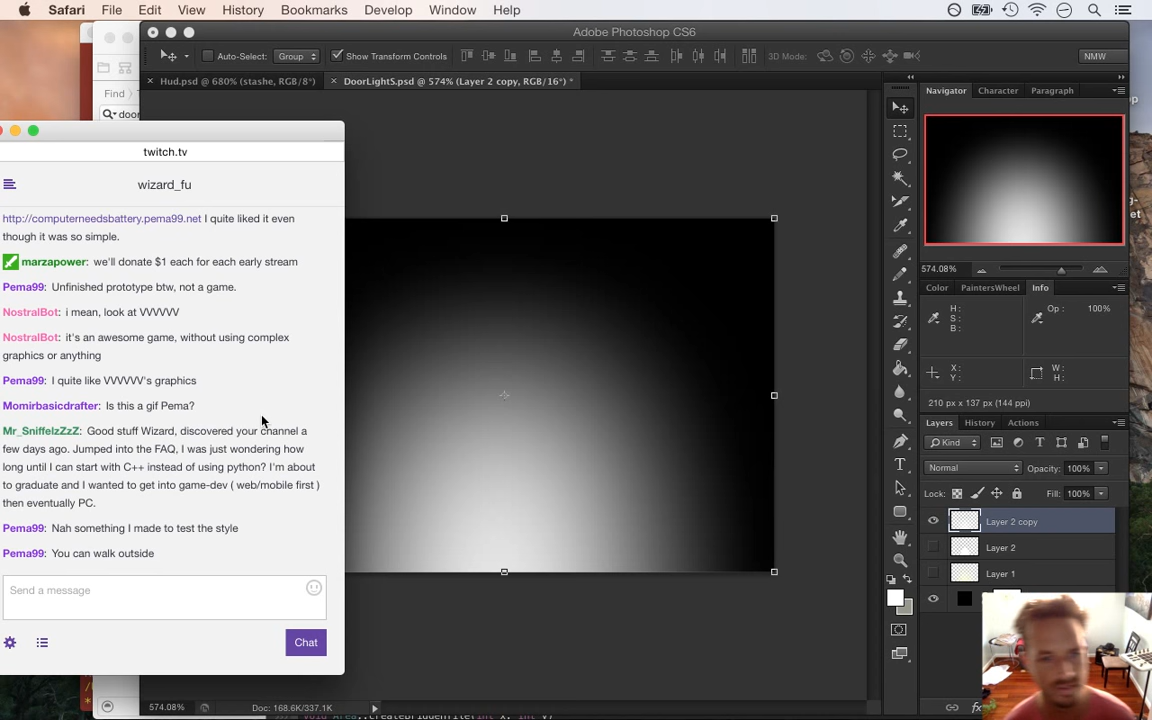 Safari File Edit View History Bookmarks Develop Window Help
Adobe Photoshop CS6
Auto-Select: Group Show Transform Controls 3D Mode: NMW
Find
Hud.psd @ 680% (stashe, RGB/8*) DoorLightS.psd @ 574% (Layer 2 copy, RGB/16*) *
door
twitch.tv
wizard_fu
http://computerneedsbattery.pema99.net I quite liked it even
though it was so simple.
marzapower: we'll donate $1 each for each early stream
Pema99: Unfinished prototype btw, not a game.
NostralBot: i mean, look at VVVVVV
NostralBot: it's an awesome game, without using complex
graphics or anything
Pema99: I quite like VVVVVV's graphics
Momirbasicdrafter: Is this a gif Pema?
Mr_SniffelzZzZ: Good stuff Wizard, discovered your channel a
few days ago. Jumped into the FAQ, I was just wondering how
long until I can start with C++ instead of using python? I'm about
to graduate and I wanted to get into game-dev ( web/mobile first )
then eventually PC.
Pema99: Nah something I made to test the style
Pema99: You can walk outside
Send a message
Chat
Navigator Character Paragraph
574.08%
Color PaintersWheel Info
H: Op: 100%
S:
B:
X: W:
Y: H:
210 px x 137 px (144 ppi)
Layers History Actions
Kind
Normal Opacity: 100%
Lock: Fill: 100%
Layer 2 copy
Layer 2
Layer 1
fx
574.08% Doc: 168.6K/337.1K